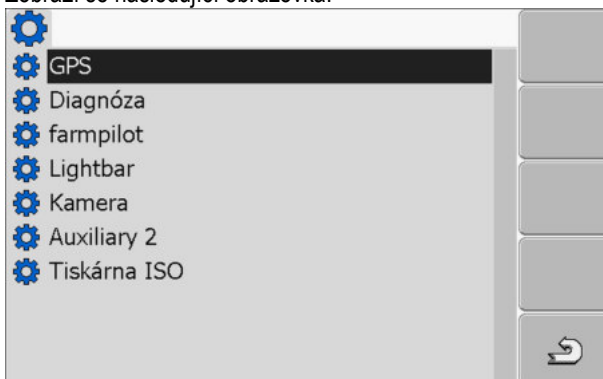 Zobrazí se následující obrazovka:
GPS
Diagnóza
farmpilot
Lightbar
Kamera
Auxiliary 2
Tiskárna ISO